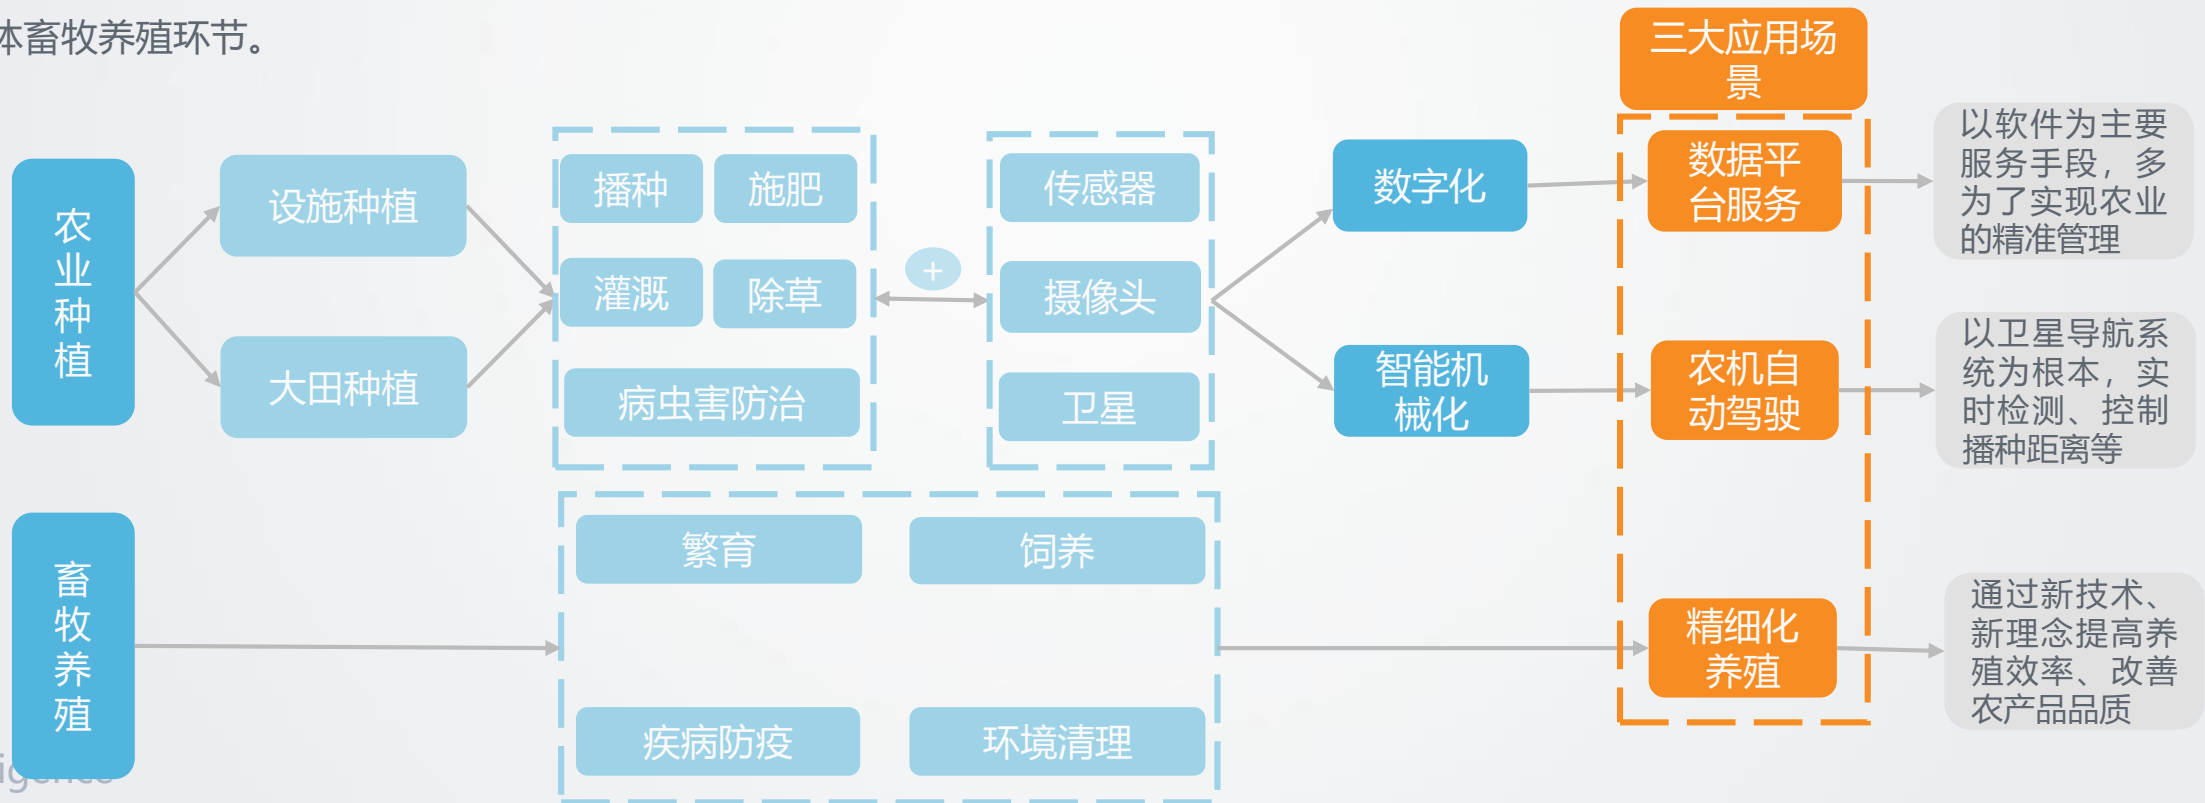 体畜牧养殖环节。
三大应用场
景
农
业
种
植
设施种植
大田种植
播种
施肥
灌溉
除草
病虫害防治
+
传感器
摄像头
卫星
数字化
智能机
械化
数据平
台服务
农机自
动驾驶
以软件为主要
服务手段，多
为了实现农业
的精准管理
以卫星导航系
统为根本，实
时检测、控制
播种距离等
畜
牧
养
殖
繁育
饲养
疾病防疫
环境清理
精细化
养殖
通过新技术、
新理念提高养
殖效率、改善
农产品品质